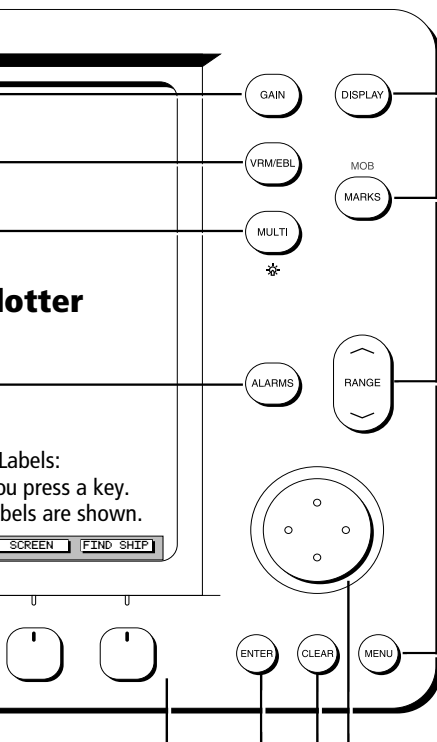 GAIN
DISPLAY
VRM/EBL
MOB
MARKS
MULTI
lotter
ALARMS
RANGE
Labels:
ou press a key.
bels are shown.
SCREEN
FIND SHIP
ENTER
CLEAR
MENU